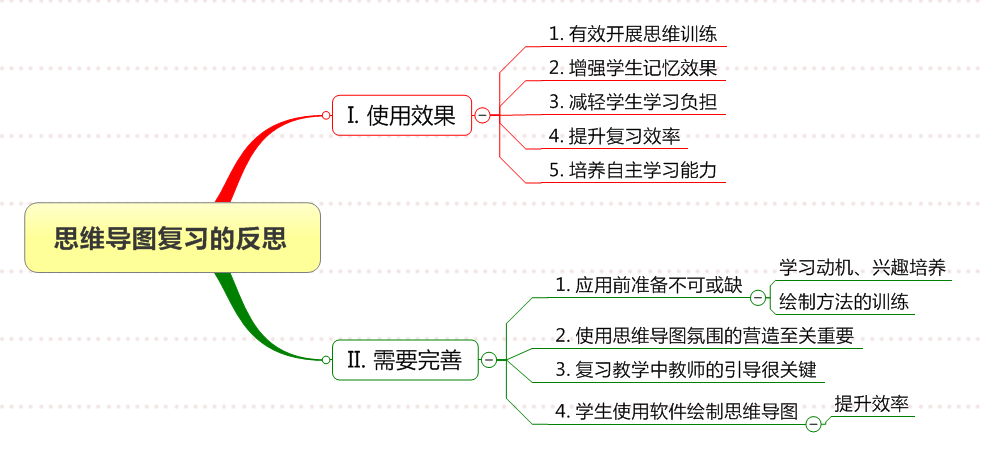 思维导图复习的反思
I. 使用效果
1. 有效开展思维训练
2. 增强学生记忆效果
3. 减轻学生学习负担
4. 提升复习效率
5. 培养自主学习能力
II. 需要完善
1. 应用前准备不可或缺
学习动机、兴趣培养
绘制方法的训练
2. 使用思维导图氛围的营造至关重要
3. 复习教学中教师的引导很关键
4. 学生使用软件绘制思维导图
提升效率